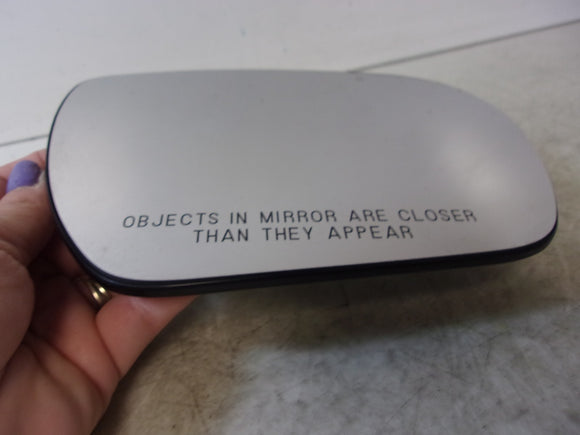 OBJECTS IN MIRROR ARE CLOSER
THAN THEY APPEAR